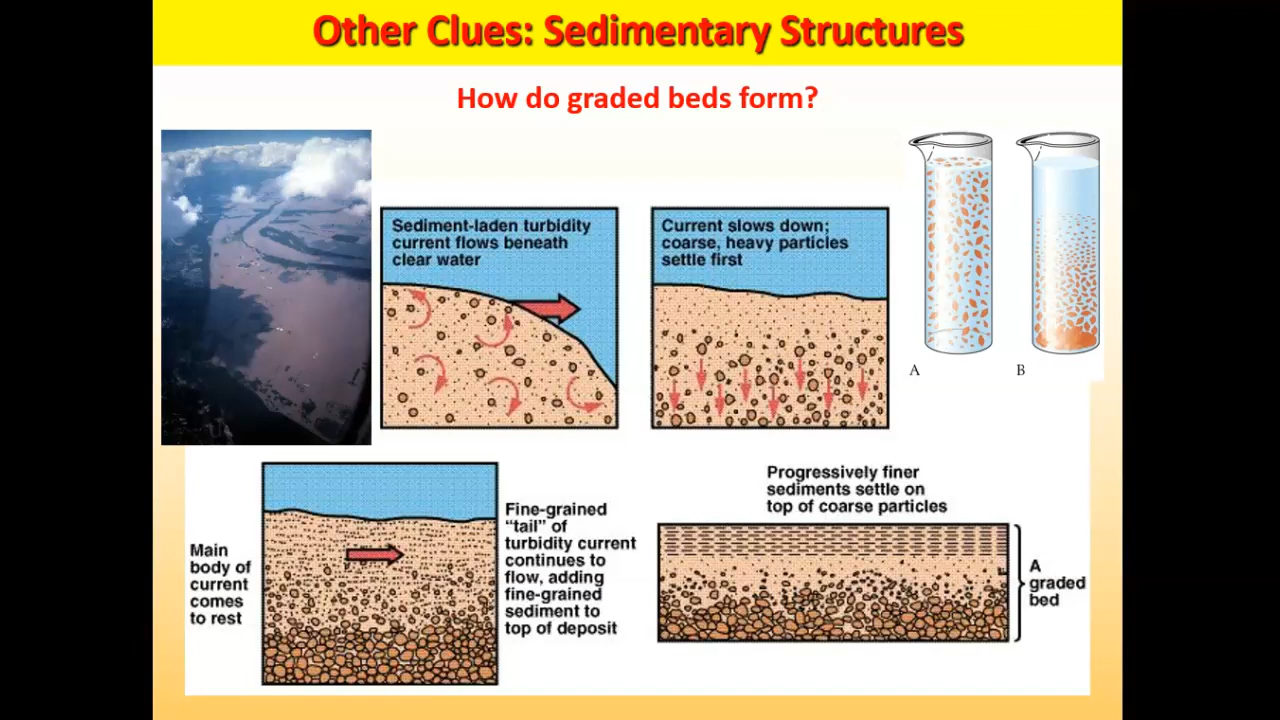 Other Clues: Sedimentary Structures
How do graded beds form?
Sediment-laden turbidity
current flows beneath
clear water
Current slows down;
coarse, heavy particles
settle first
A
B
Main
body of
current
comes
to rest
Fine-grained
“tail” of
turbidity current
continues to
flow, adding
fine-grained
sediment to
top of deposit
Progressively finer
sediments settle on
top of coarse particles
A
graded
bed